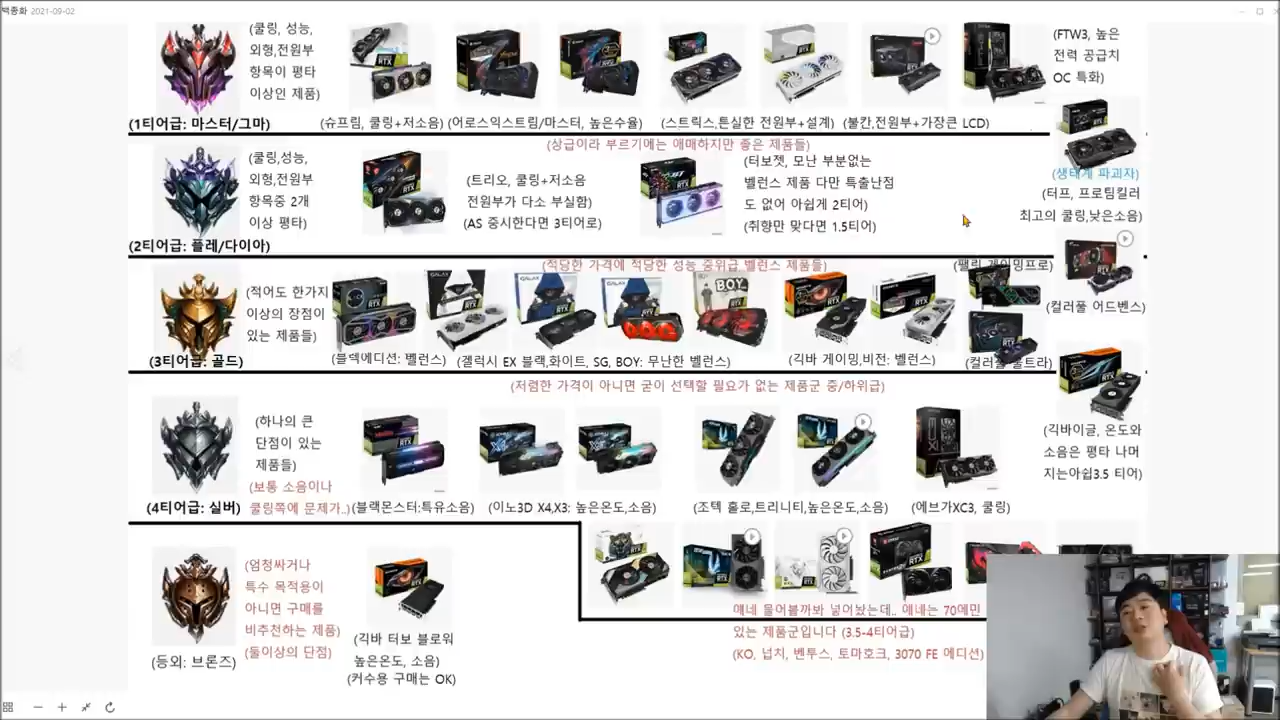 백종화 2021-09-02
(쿨링, 성능,
외형,전원부
항목이 평타
이상인 제품)
(FTW3, 높은
전력 공급치
OC 특화)
(1티어급: 마스터/그마)
(슈프림, 쿨링+저소음)
(어로스익스트림/마스터, 높은수율)
(스트릭스,튼실한 전원부+설계)
(불칸,전원부+가장큰 LCD)
(상급이라 부르기에는 애매하지만 좋은 제품들)
(쿨링,성능,
외형,전원부
항목중 2개
이상 평타)
(트리오, 쿨링+저소음
전원부가 다소 부실함)
(AS 중시한다면 3티어로)
(터보젯, 모난 부분없는
벨런스 제품 다만 특출난점
도 없어 아쉽게 2티어)
(취향만 맞다면 1.5티어)
(생태계 파괴자)
(터프, 프로팀킬러
최고의 쿨링,낮은소음)
(2티어급: 플레/다이아)
(적당한 가격에 적당한 성능 중위급 벨런스 제품들)
(팰릿 게이밍프로)
(적어도 한가지
이상의 장점이
있는 제품들)
(컬러풀 어드벤스)
(3티어급: 골드)
(블랙에디션: 벨런스)
(갤럭시 EX 블랙,화이트, SG, BOY: 무난한 벨런스)
(긱바 게이밍,비전: 벨런스)
(컬러풀 울트라)
(저렴한 가격이 아니면 굳이 선택할 필요가 없는 제품군 중/하위급)
(하나의 큰
단점이 있는
제품들)
(보통 소음이나
쿨링쪽에 문제가..)
(긱바이글, 온도와
소음은 평타 나머
지는아쉽3.5 티어)
(4티어급: 실버)
(블랙몬스터:특유소음)
(이노3D X4,X3: 높은온도,소음)
(조텍 홀로,트리니티,높은온도,소음)
(에브가XC3, 쿨링)
(엄청싸거나
특수 목적용이
아니면 구매를
비추천하는 제품)
(둘이상의 단점)
(등외: 브론즈)
(긱바 터보 블로워
높은온도, 소음)
(커수용 구매는 OK)
얘네 물어볼까봐 넣어놨는데.. 얘네는 70에만
있는 제품군입니다 (3.5-4티어급)
(KO, 넙치, 벤투스, 토마호크, 3070 FE 에디션)